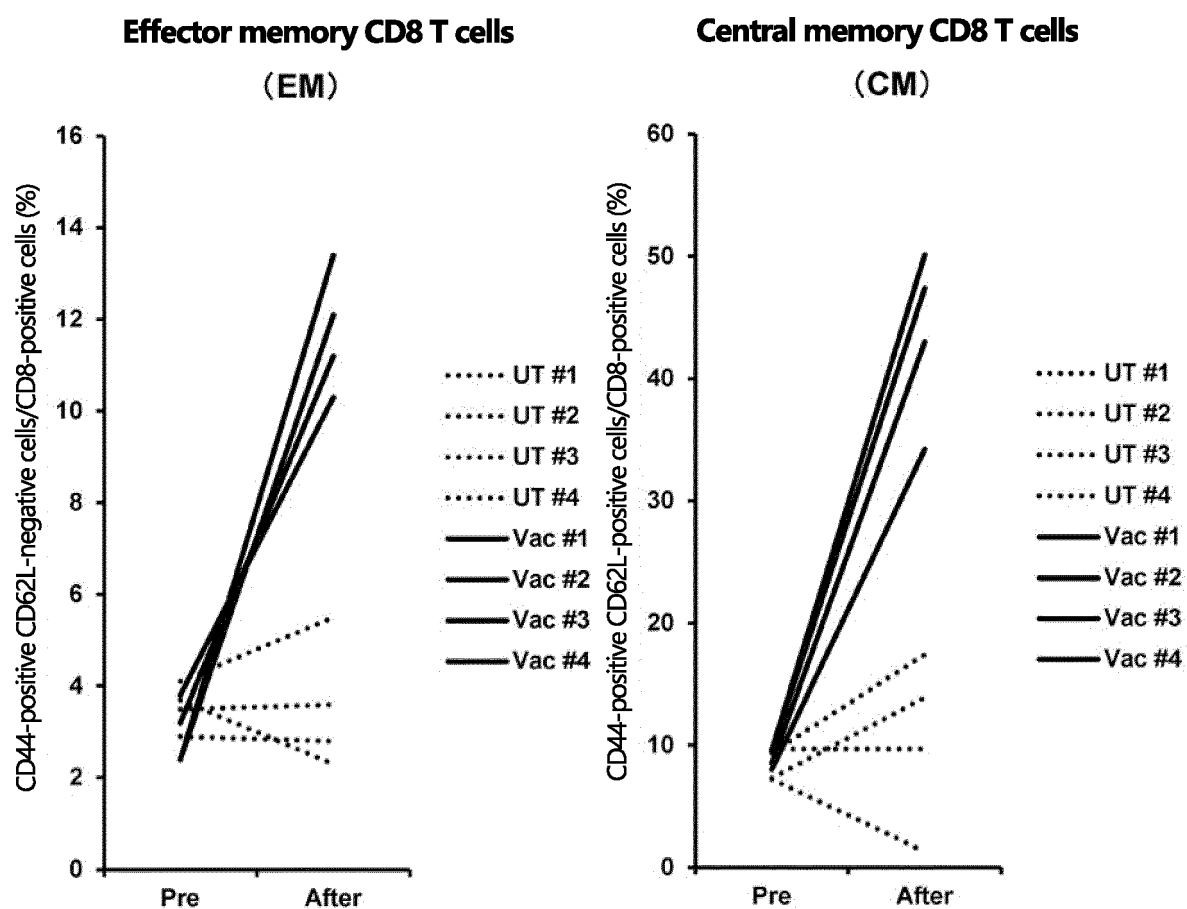 Effector memory CD8 T cells
（EM）
CD44-positive CD62L-negative cells/CD8-positive cells (%)
16
14
12
10
8
6
4
2
0
Pre
After
UT #1
UT #2
UT #3
UT #4
Vac #1
Vac #2
Vac #3
Vac #4
Central memory CD8 T cells
（CM）
CD44-positive CD62L-positive cells/CD8-positive cells (%)
60
50
40
30
20
10
0
Pre
After
UT #1
UT #2
UT #3
UT #4
Vac #1
Vac #2
Vac #3
Vac #4